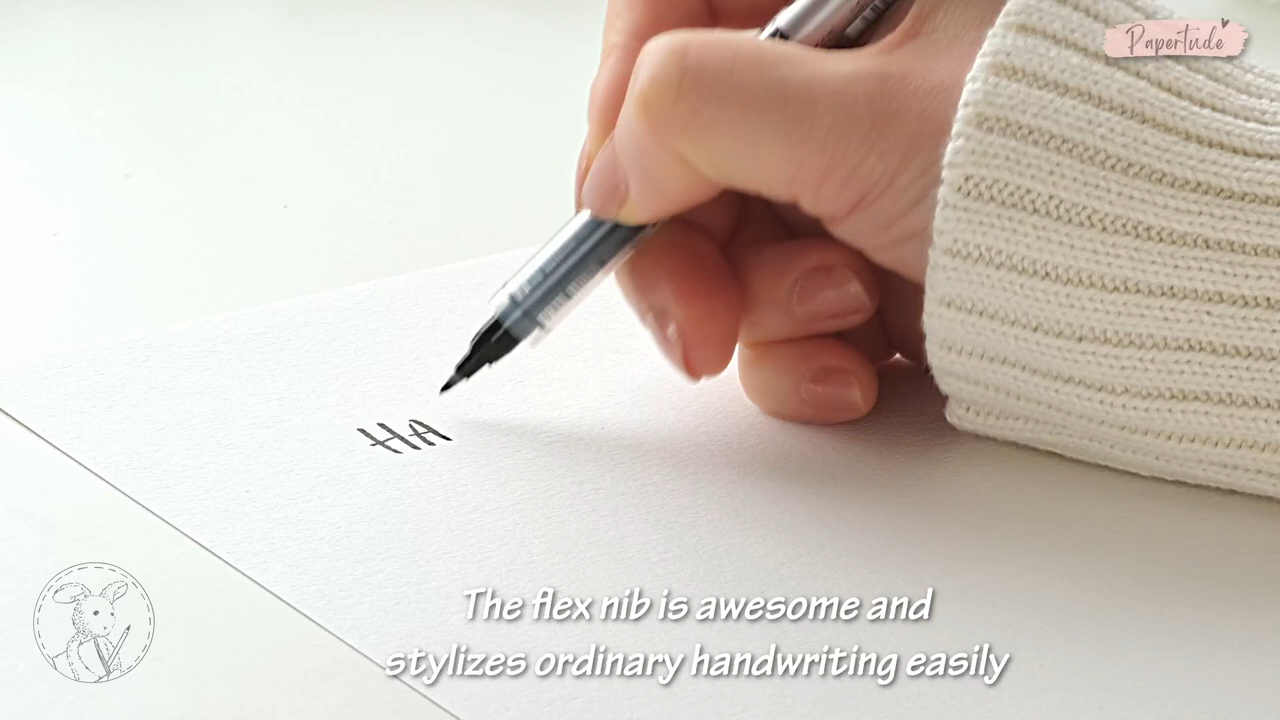 Papertude
HA
The flex nib is awesome and
stylizes ordinary handwriting easily